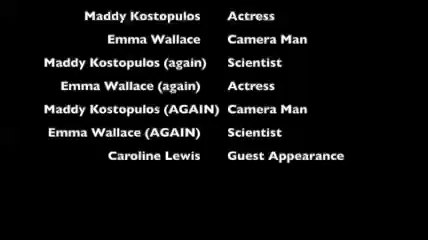 Maddy Kostopulos Actress
Emma Wallace Camera Man
Maddy Kostopulos (again) Scientist
Emma Wallace (again) Actress
Maddy Kostopulos (AGAIN) Camera Man
Emma Wallace (AGAIN) Scientist
Caroline Lewis Guest Appearance